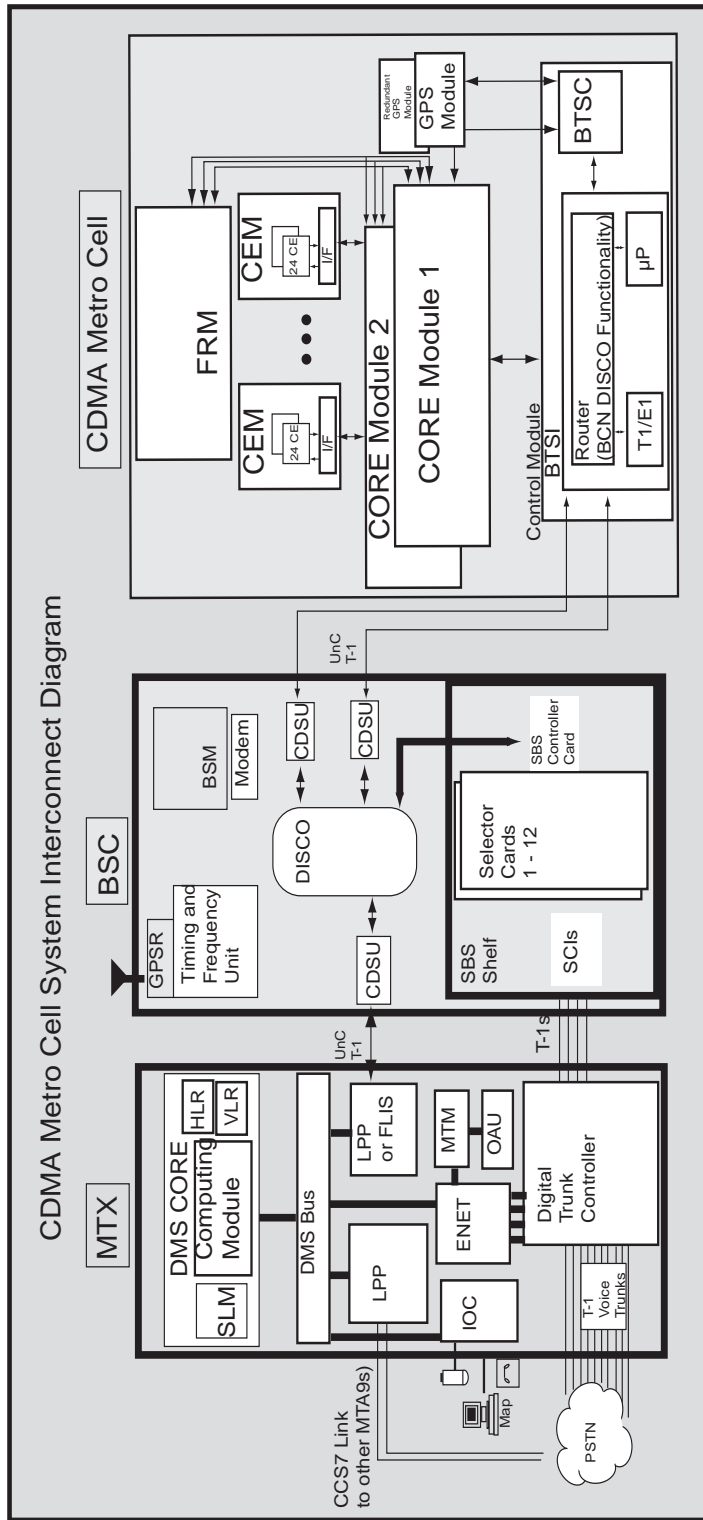 CDMA Metro Cell System Interconnect Diagram
MTX
DMS CORE
HLR
VLR
Computing
Module
SLM
DMS Bus
LPP
or FLIS
LPP
MTM
OAU
ENET
IOC
Digital
Trunk
Controller
T-1
Voice
Trunks
CCS7 Link
to other MTA9s)
Map
PSTN
UnC
T-1
T-1s
BSC
GPSR
Timing and
Frequency
Unit
BSM
Modem
CDSU
DISCO
CDSU
CDSU
SBS
Shelf
SCIs
Selector
Cards
1 - 12
SBS
Controller
Card
UnC
T-1
CDMA Metro Cell
FRM
CEM
24 CE
I/F
CEM
24 CE
I/F
CORE Module 2
CORE Module 1
Redundant
GPS
Module
GPS
Module
Control Module
BTSI
Router
(BCN DISCO Functionality)
T1/E1
µP
BTSC